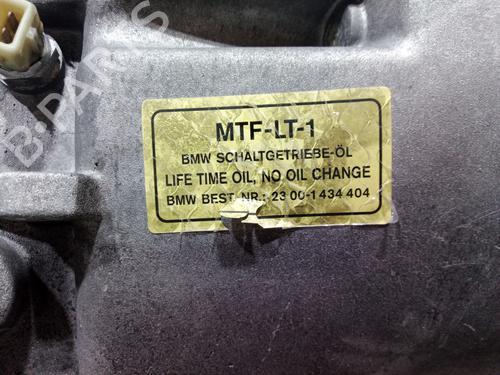 MTF-LT-1
BMW SCHALTGETRIEBE-ÖL
LIFE TIME OIL, NO OIL CHANGE
BMW BEST. NR.: 23 00-1 434 404
B-PARTS